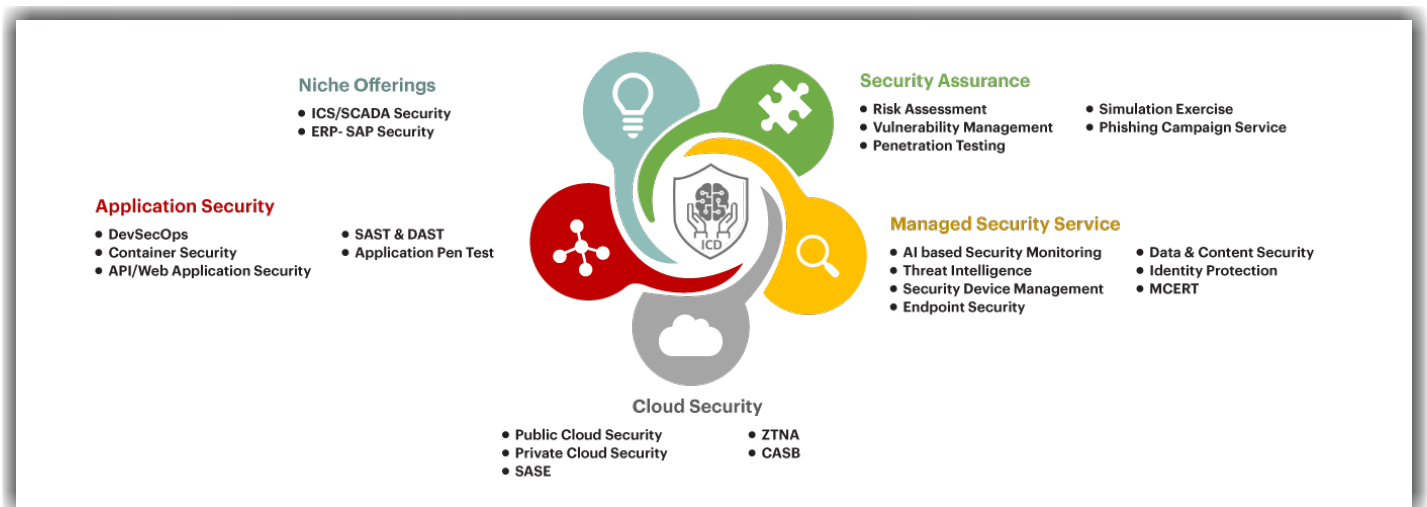 Niche Offerings
• ICS/SCADA Security
• ERP- SAP Security
Security Assurance
• Risk Assessment
• Vulnerability Management
• Penetration Testing
• Simulation Exercise
• Phishing Campaign Service
Application Security
• DevSecOps
• Container Security
• API/Web Application Security
• SAST & DAST
• Application Pen Test
ICD
Managed Security Service
• AI based Security Monitoring
• Threat Intelligence
• Security Device Management
• Endpoint Security
• Data & Content Security
• Identity Protection
• MCERT
Cloud Security
• Public Cloud Security
• Private Cloud Security
• SASE
• ZTNA
• CASB